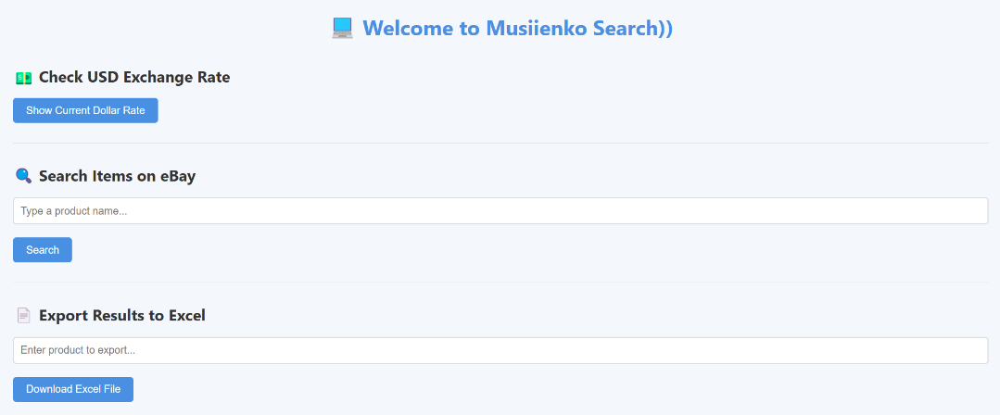 Welcome to Musiienko Search))
Check USD Exchange Rate
Show Current Dollar Rate
Search Items on eBay
Type a product name...
Search
Export Results to Excel
Enter product to export...
Download Excel File